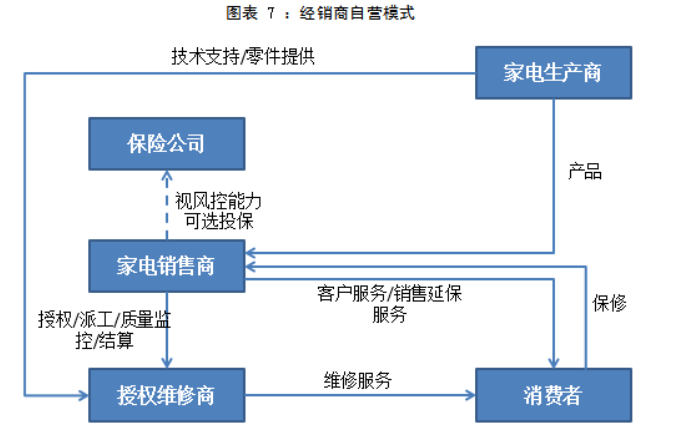 图表 7 ：经销商自营模式
技术支持/零件提供
家电生产商
保险公司
产品
视风控能力
可选投保
家电销售商
客户服务/销售延保
服务
保修
授权/派工/质量监
控/结算
授权维修商
维修服务
消费者